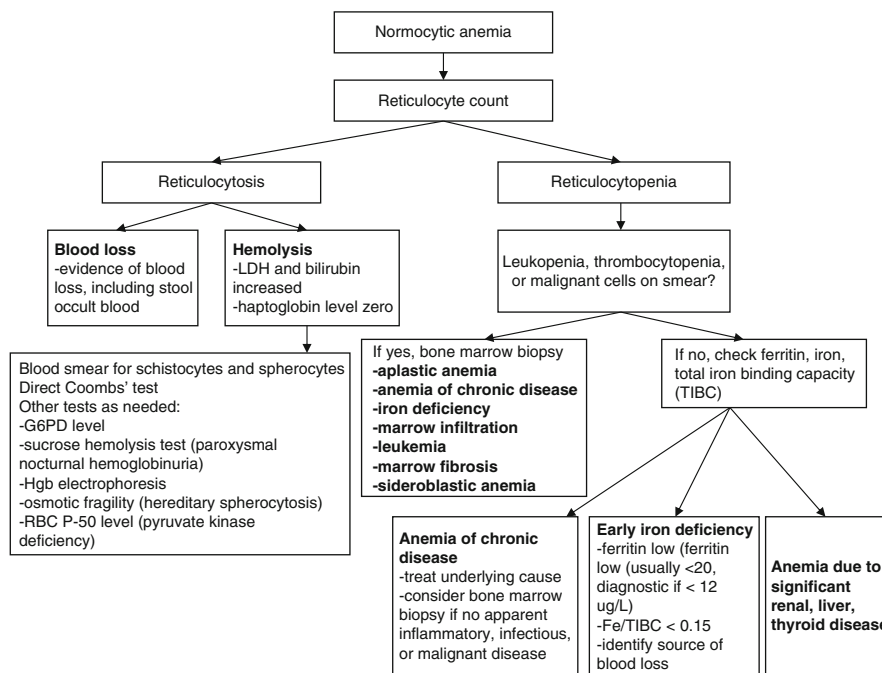 Normocytic anemia
Reticulocyte count
Reticulocytosis
Reticulocytopenia
Blood loss
-evidence of blood
loss, including stool
occult blood
Hemolysis
-LDH and bilirubin
increased
-haptoglobin level zero
Leukopenia, thrombocytopenia,
or malignant cells on smear?
Blood smear for schistocytes and spherocytes
Direct Coombs' test
Other tests as needed:
-G6PD level
-sucrose hemolysis test (paroxysmal
nocturnal hemoglobinuria)
-Hgb electrophoresis
-osmotic fragility (hereditary spherocytosis)
-RBC P-50 level (pyruvate kinase
deficiency)
If yes, bone marrow biopsy
-aplastic anemia
-anemia of chronic disease
-iron deficiency
-marrow infiltration
-leukemia
-marrow fibrosis
-sideroblastic anemia
If no, check ferritin, iron,
total iron binding capacity
(TIBC)
Anemia of chronic
disease
-treat underlying cause
-consider bone marrow
biopsy if no apparent
inflammatory, infectious,
or malignant disease
Early iron deficiency
-ferritin low (ferritin
low (usually <20,
diagnostic if < 12
ug/L)
-Fe/TIBC < 0.15
-identify source of
blood loss
Anemia due to
significant
renal, liver,
thyroid disease